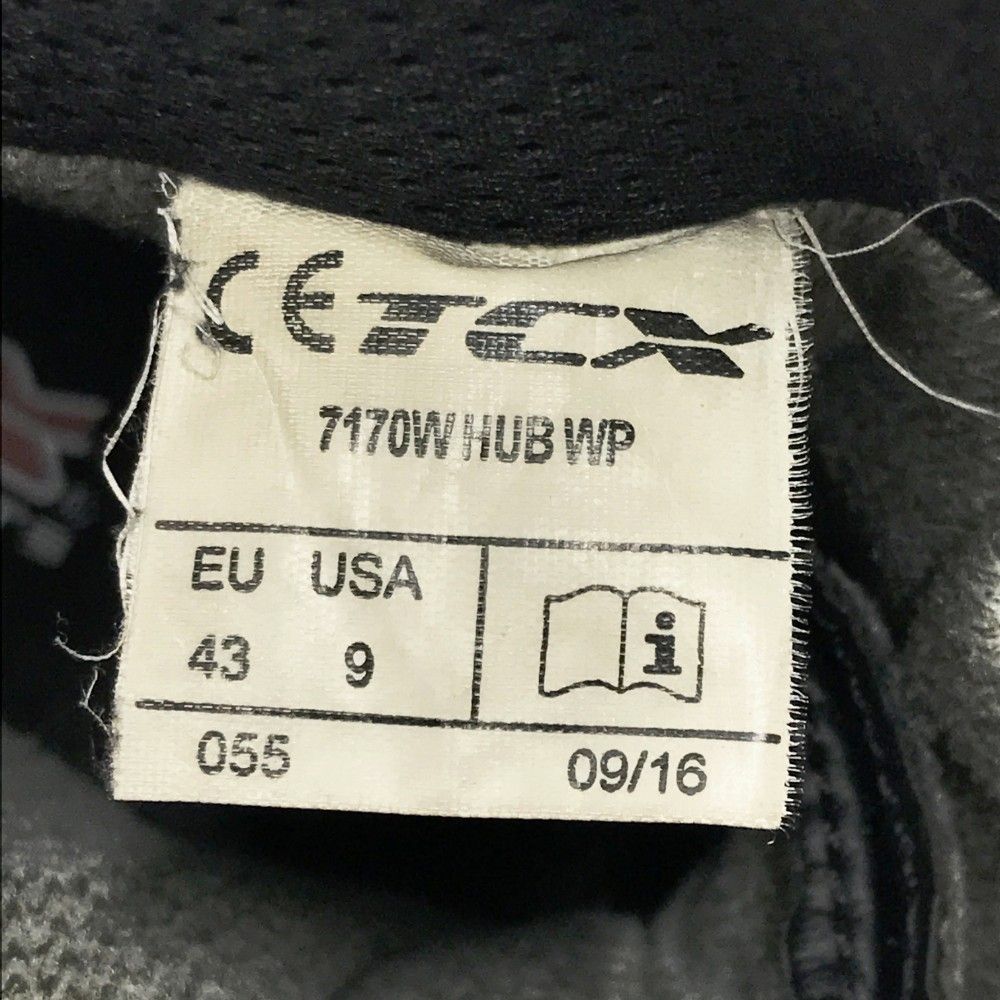 CE TCX
7170W HUB WP
EU USA
43 9
i
055 09/16